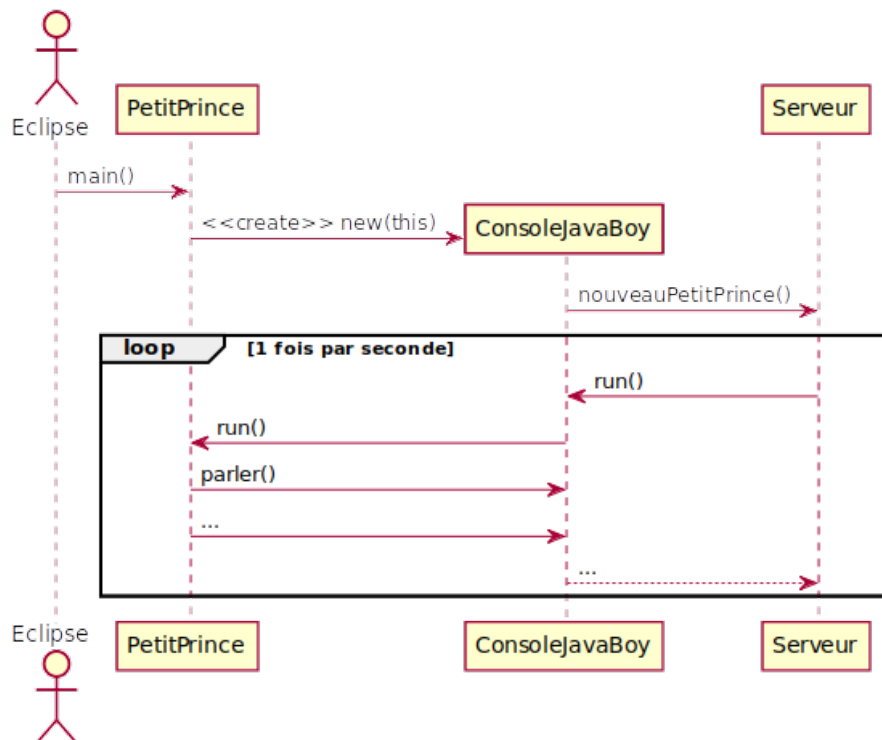 Eclipse
PetitPrince
Serveur
main()
<<create>> new(this)
ConsoleJavaBoy
nouveauPetitPrince()
loop [1 fois par seconde]
run()
run()
parler()
...
...
Eclipse
PetitPrince
ConsoleJavaBoy
Serveur